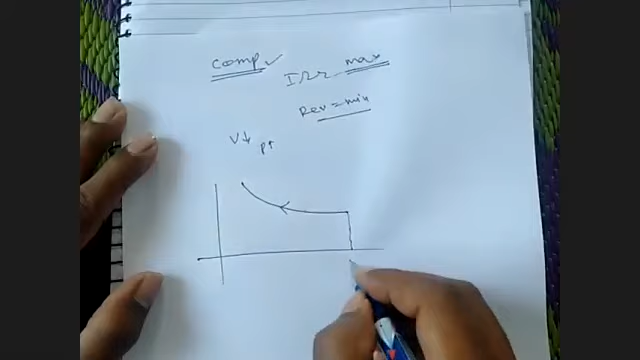 comp ✓
Irr max
Rev = min
V↓ P↑